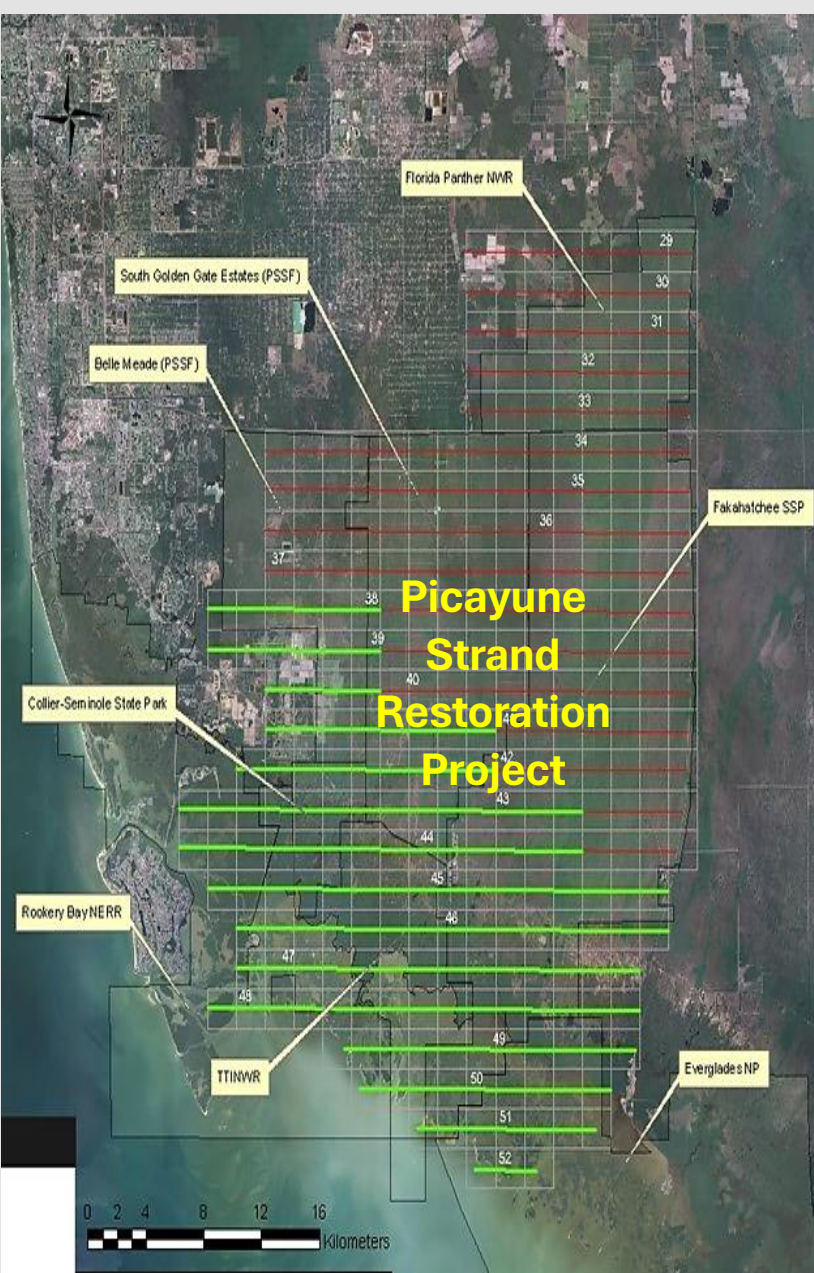 Florida Panther NWR
29
South Golden Gate Estates (PSSF)
30
31
Belle Meade (PSSF)
32
33
34
35
Fakahatchee SSP
36
37
38
Picayune
39
Strand
40
Collier-Seminole State Park
Restoration
42
Project
43
44
45
Rookery Bay NERR
46
47
48
49
TTINWR
50
Everglades NP
51
52
0 2 4 8 12 16
Kilometers